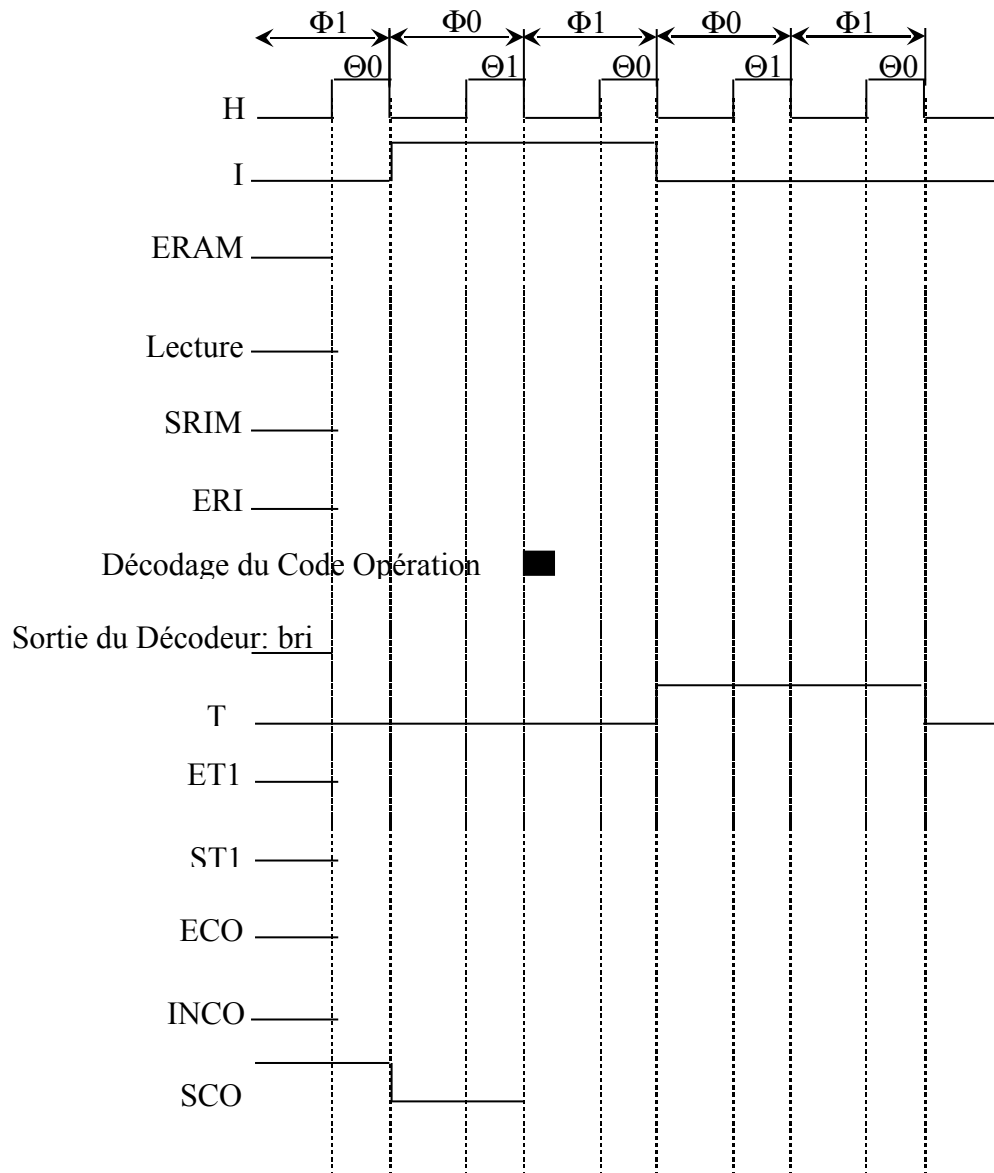 Φ1 Φ0 Φ1 Φ0 Φ1
Θ0 Θ1 Θ0 Θ1 Θ0
H
I
ERAM
Lecture
SRIM
ERI
Décodage du Code Opération
Sortie du Décodeur: bri
T
ET1
ST1
ECO
INCO
SCO